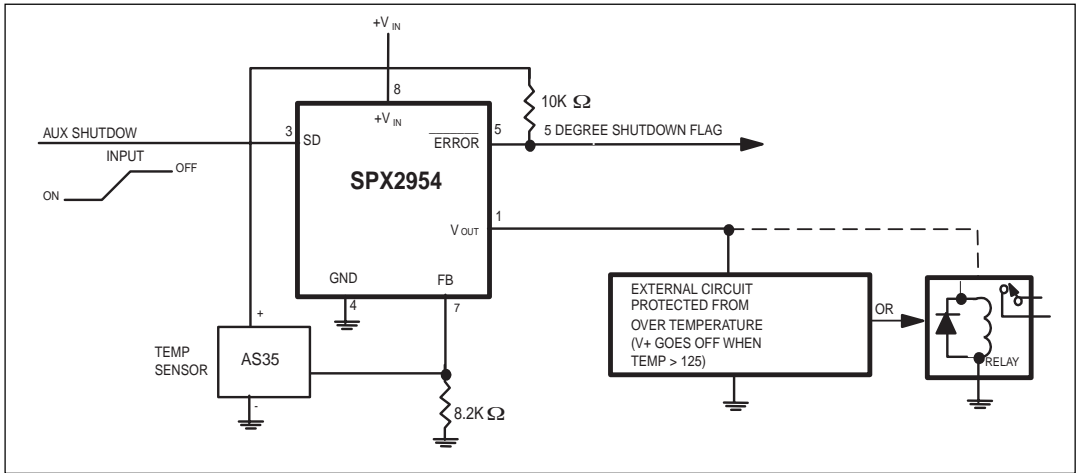 +V IN
8
+V IN
10K Ω
AUX SHUTDOW
3
SD
ERROR
5
5 DEGREE SHUTDOWN FLAG
INPUT
OFF
ON
SPX2954
1
V OUT
GND
FB
4
7
EXTERNAL CIRCUIT
PROTECTED FROM
OVER TEMPERATURE
(V+ GOES OFF WHEN
TEMP > 125)
OR
RELAY
+
TEMP
SENSOR
AS35
-
8.2K Ω